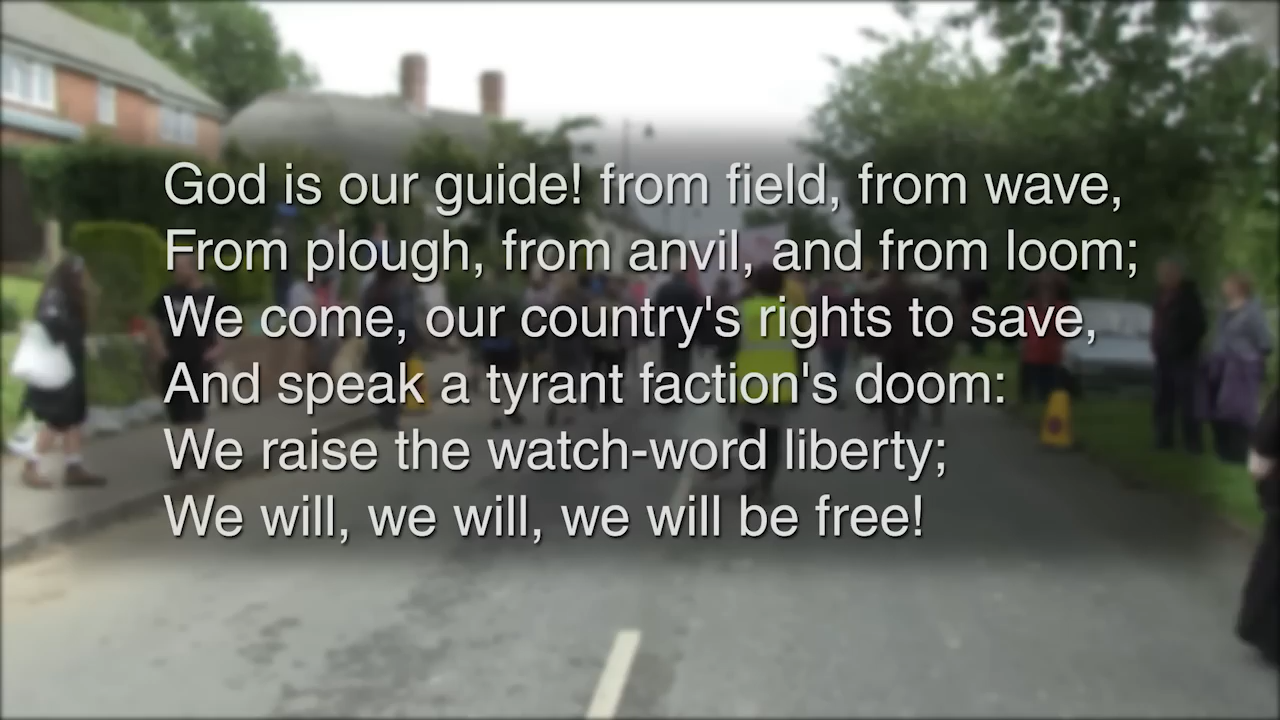 God is our guide! from field, from wave,
From plough, from anvil, and from loom;
We come, our country's rights to save,
And speak a tyrant faction's doom:
We raise the watch-word liberty;
We will, we will, we will be free!